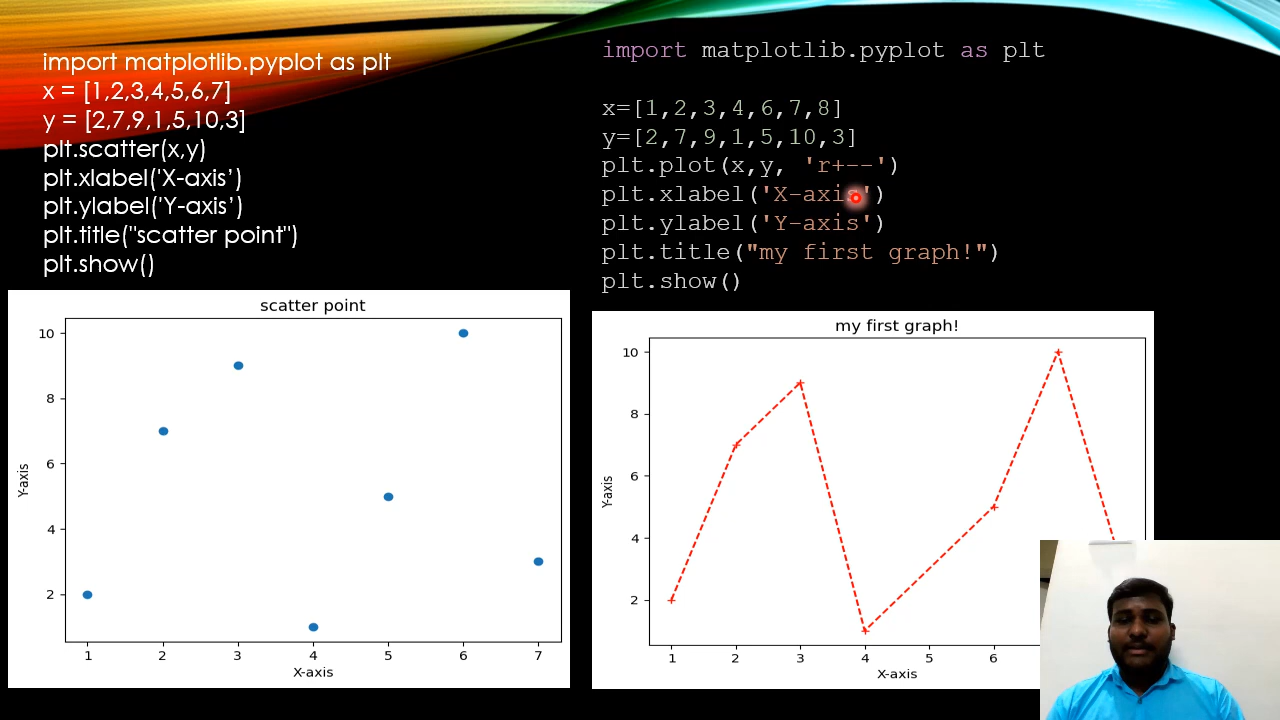 import matplotlib.pyplot as plt
x = [1,2,3,4,5,6,7]
y = [2,7,9,1,5,10,3]
plt.scatter(x,y)
plt.xlabel('X-axis’)
plt.ylabel('Y-axis’)
plt.title("scatter point")
plt.show()
scatter point
10
8
6
4
2
Y-axis
1 2 3 4 5 6 7
X-axis
import matplotlib.pyplot as plt
x=[1,2,3,4,6,7,8]
y=[2,7,9,1,5,10,3]
plt.plot(x,y, 'r+--')
plt.xlabel('X-axis')
plt.ylabel('Y-axis')
plt.title("my first graph!")
plt.show()
my first graph!
10
8
6
4
2
Y-axis
1 2 3 4 5 6
X-axis